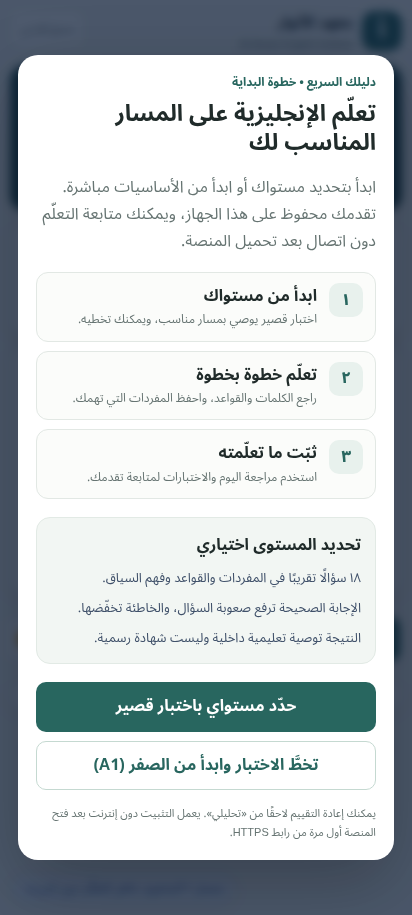 دليلك السريع • خطوة البداية
تعلّم الإنجليزية على المسار
المناسب لك
ابدأ بتحديد مستواك أو ابدأ من الأساسيات مباشرة.
تقدمك محفوظ على هذا الجهاز، ويمكنك متابعة التعلّم
دون اتصال بعد تحميل المنصة.
١
ابدأ من مستواك
اختبار قصير يوصي بمسار مناسب، ويمكنك تخطيه.
٢
تعلّم خطوة بخطوة
راجع الكلمات والقواعد، واحفظ المفردات التي تهمك.
٣
ثبّت ما تعلّمته
استخدم مراجعة اليوم والاختبارات لمتابعة تقدمك.
تحديد المستوى اختياري
١٨ سؤالًا تقريبًا في المفردات والقواعد وفهم السياق.
الإجابة الصحيحة ترفع صعوبة السؤال، والخاطئة تخفّضها.
النتيجة توصية تعليمية داخلية وليست شهادة رسمية.
حدّد مستواي باختبار قصير
تخطَّ الاختبار وابدأ من الصفر (A1)
يمكنك إعادة التقييم لاحقًا من «تحليلي». يعمل التثبيت دون إنترنت بعد فتح
المنصة أول مرة من رابط HTTPS.